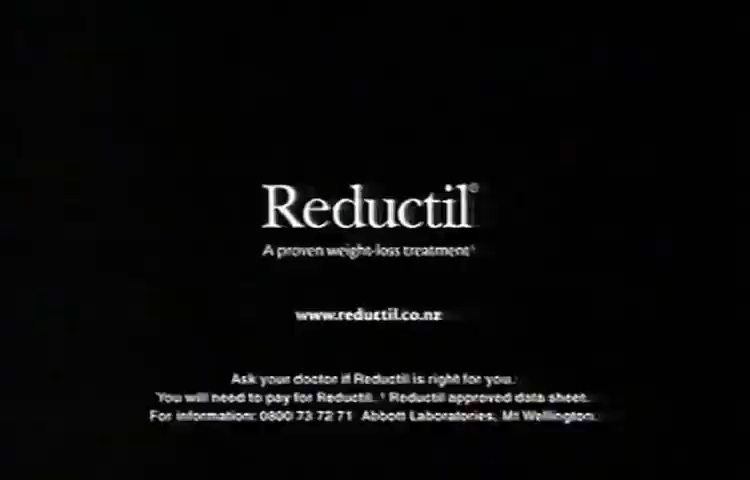 Reductil®
A proven weight-loss treatment¹
www.reductil.co.nz
Ask your doctor if Reductil is right for you.
You will need to pay for Reductil. ¹ Reductil approved data sheet.
For information: 0800 73 72 71 Abbott Laboratories, Mt Wellington.